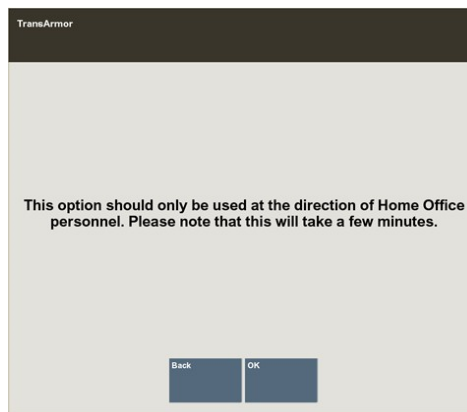 TransArmor
This option should only be used at the direction of Home Office
personnel. Please note that this will take a few minutes.
Back
OK